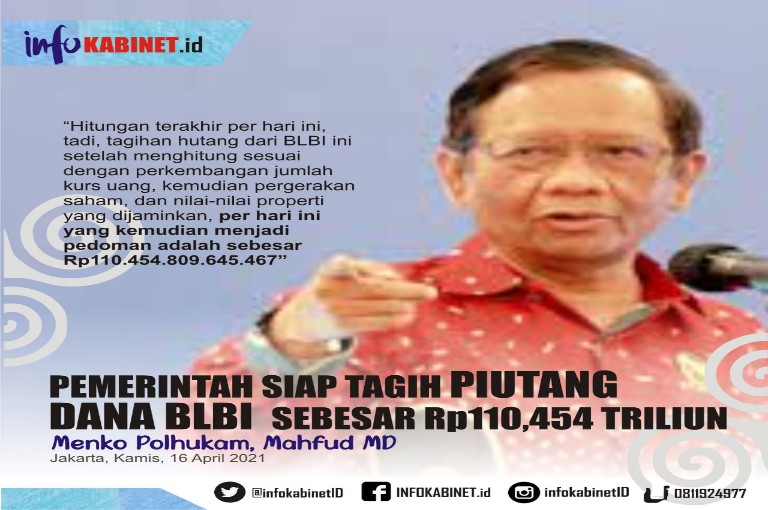 info KABINET.id
“Hitungan terakhir per hari ini,
tadi, tagihan hutang dari BLBI ini
setelah menghitung sesuai
dengan perkembangan jumlah
kurs uang, kemudian pergerakan
saham, dan nilai-nilai properti
yang dijaminkan, per hari ini
yang kemudian menjadi
pedoman adalah sebesar
Rp110.454.809.645.467”
PEMERINTAH SIAP TAGIH PIUTANG
DANA BLBI SEBESAR Rp110,454 TRILIUN
Menko Polhukam, Mahfud MD
Jakarta, Kamis, 16 April 2021
@infokabinetID INFOKABINET.id infokabinetID 0811924977